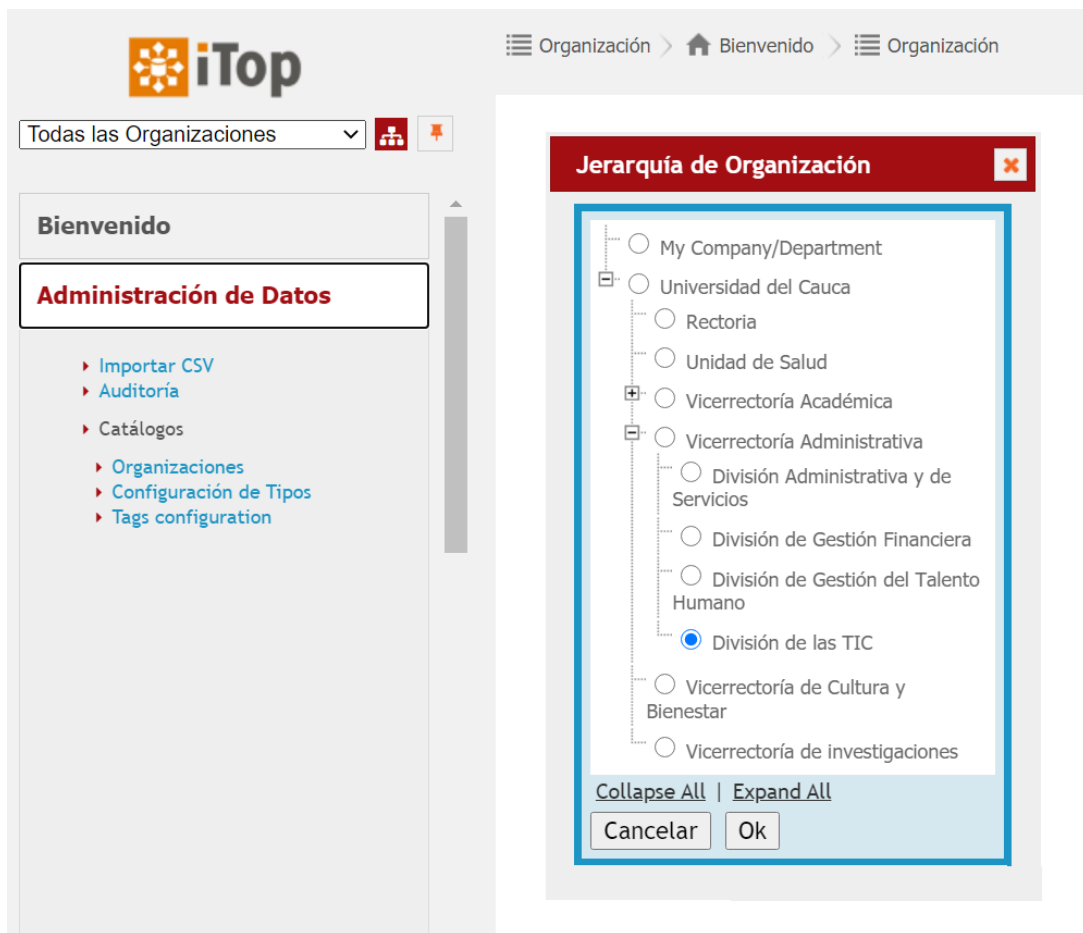 iTop
Organización > Bienvenido > Organización
Todas las Organizaciones
Bienvenido
Administración de Datos
Importar CSV
Auditoría
Catálogos
Organizaciones
Configuración de Tipos
Tags configuration
Jerarquía de Organización
My Company/Department
Universidad del Cauca
Rectoria
Unidad de Salud
Vicerrectoría Académica
Vicerrectoría Administrativa
División Administrativa y de
Servicios
División de Gestión Financiera
División de Gestión del Talento
Humano
División de las TIC
Vicerrectoría de Cultura y
Bienestar
Vicerrectoría de investigaciones
Collapse All | Expand All
Cancelar Ok